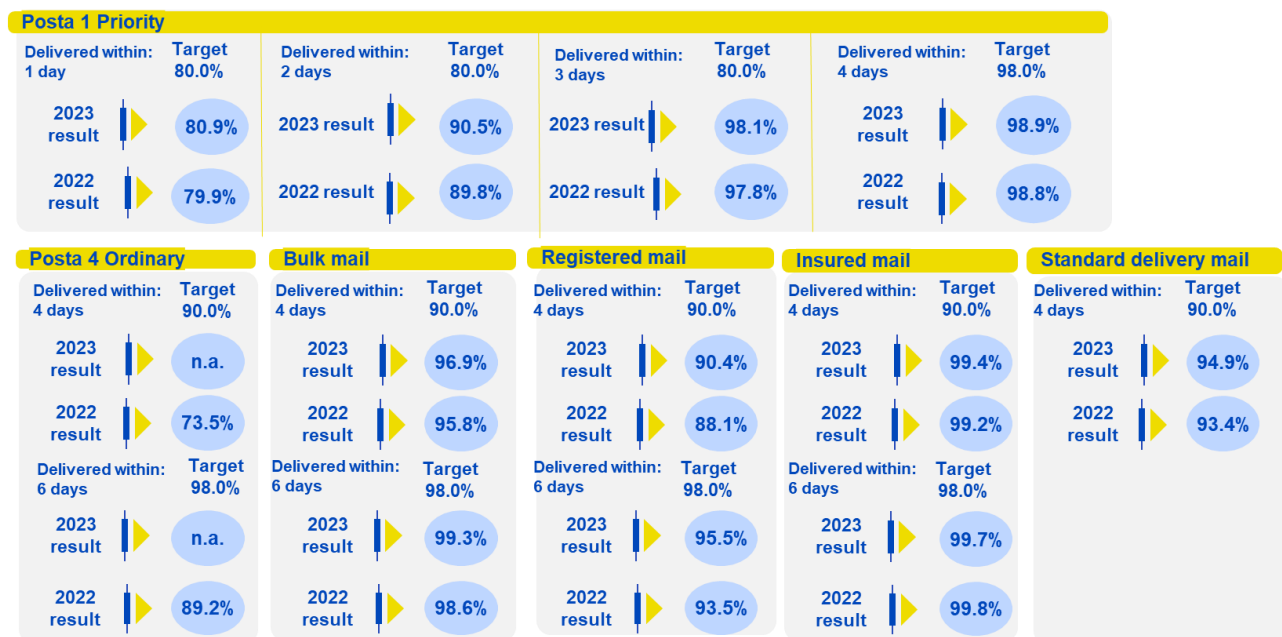 Posta 1 Priority
Delivered within:
1 day
Target
80.0%
2023
result
80.9%
2022
result
79.9%
Delivered within:
2 days
Target
80.0%
2023 result
90.5%
2022 result
89.8%
Delivered within:
3 days
Target
80.0%
2023 result
98.1%
2022 result
97.8%
Delivered within:
4 days
Target
98.0%
2023
result
98.9%
2022
result
98.8%
Posta 4 Ordinary
Delivered within:
4 days
Target
90.0%
2023
result
n.a.
2022
result
73.5%
Delivered within:
6 days
Target
98.0%
2023
result
n.a.
2022
result
89.2%
Bulk mail
Delivered within:
4 days
Target
90.0%
2023
result
96.9%
2022
result
95.8%
Delivered within:
6 days
Target
98.0%
2023
result
99.3%
2022
result
98.6%
Registered mail
Delivered within:
4 days
Target
90.0%
2023
result
90.4%
2022
result
88.1%
Delivered within:
6 days
Target
98.0%
2023
result
95.5%
2022
result
93.5%
Insured mail
Delivered within:
4 days
Target
90.0%
2023
result
99.4%
2022
result
99.2%
Delivered within:
6 days
Target
98.0%
2023
result
99.7%
2022
result
99.8%
Standard delivery mail
Delivered within:
4 days
Target
90.0%
2023
result
94.9%
2022
result
93.4%